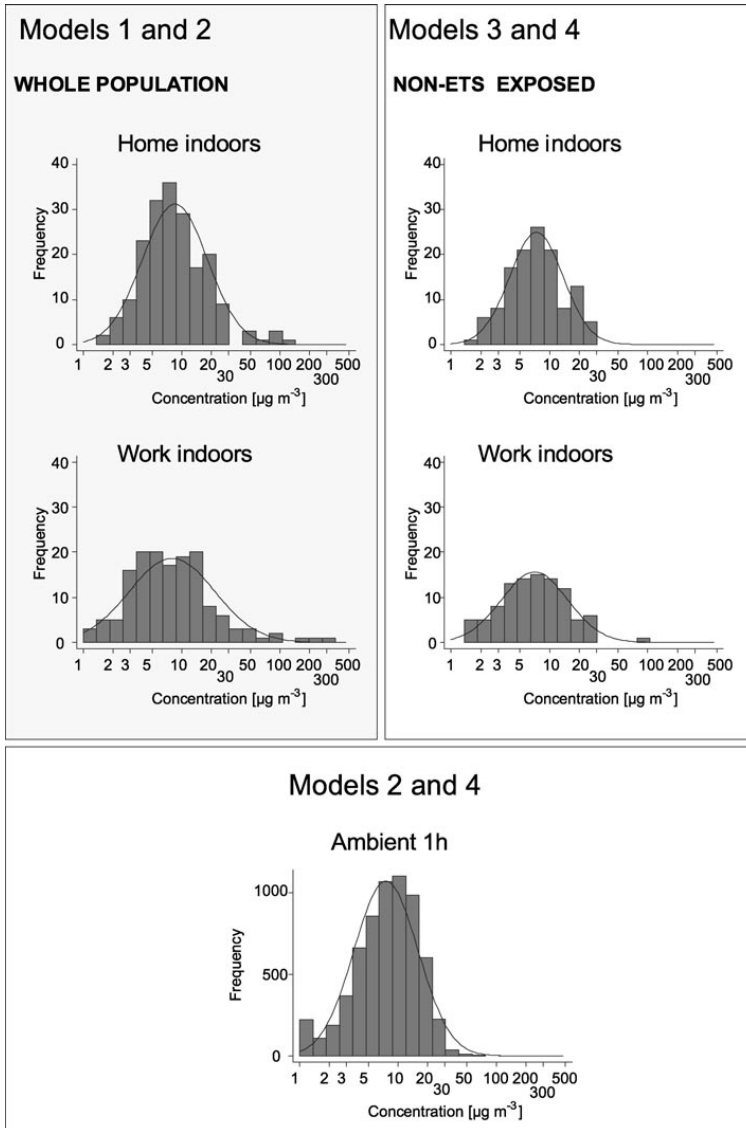 Models 1 and 2
WHOLE POPULATION
Home indoors
40
30
20
10
0
Frequency
1 2 3 5 10 20 30 50 100 200 300 500
Concentration [µg m⁻³]
Work indoors
40
30
20
10
0
Frequency
1 2 3 5 10 20 30 50 100 200 300 500
Concentration [µg m⁻³]
Models 3 and 4
NON-ETS EXPOSED
Home indoors
40
30
20
10
0
Frequency
1 2 3 5 10 20 30 50 100 200 300 500
Concentration [µg m⁻³]
Work indoors
40
30
20
10
0
Frequency
1 2 3 5 10 20 30 50 100 200 300 500
Concentration [µg m⁻³]
Models 2 and 4
Ambient 1h
1000
500
0
Frequency
1 2 3 5 10 20 30 50 100 200 300 500
Concentration [µg m⁻³]